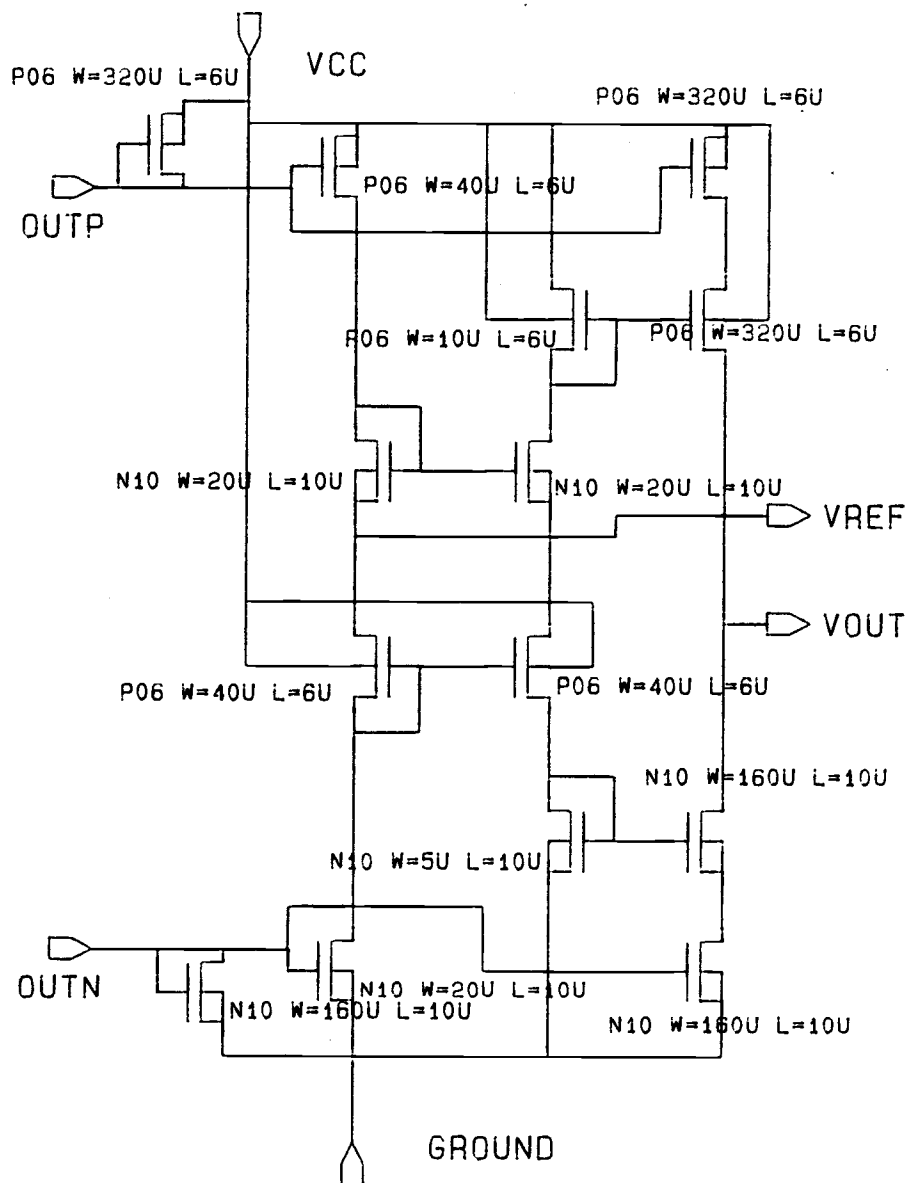 VCC
P06 W=320U L=6U
P06 W=320U L=6U
P06 W=40U L=6U
OUTP
P06 W=10U L=6U
P06 W=320U L=6U
N10 W=20U L=10U
N10 W=20U L=10U
VREF
VOUT
P06 W=40U L=6U
P06 W=40U L=6U
N10 W=160U L=10U
N10 W=5U L=10U
OUTN
N10 W=20U L=10U
N10 W=160U L=10U
N10 W=160U L=10U
GROUND